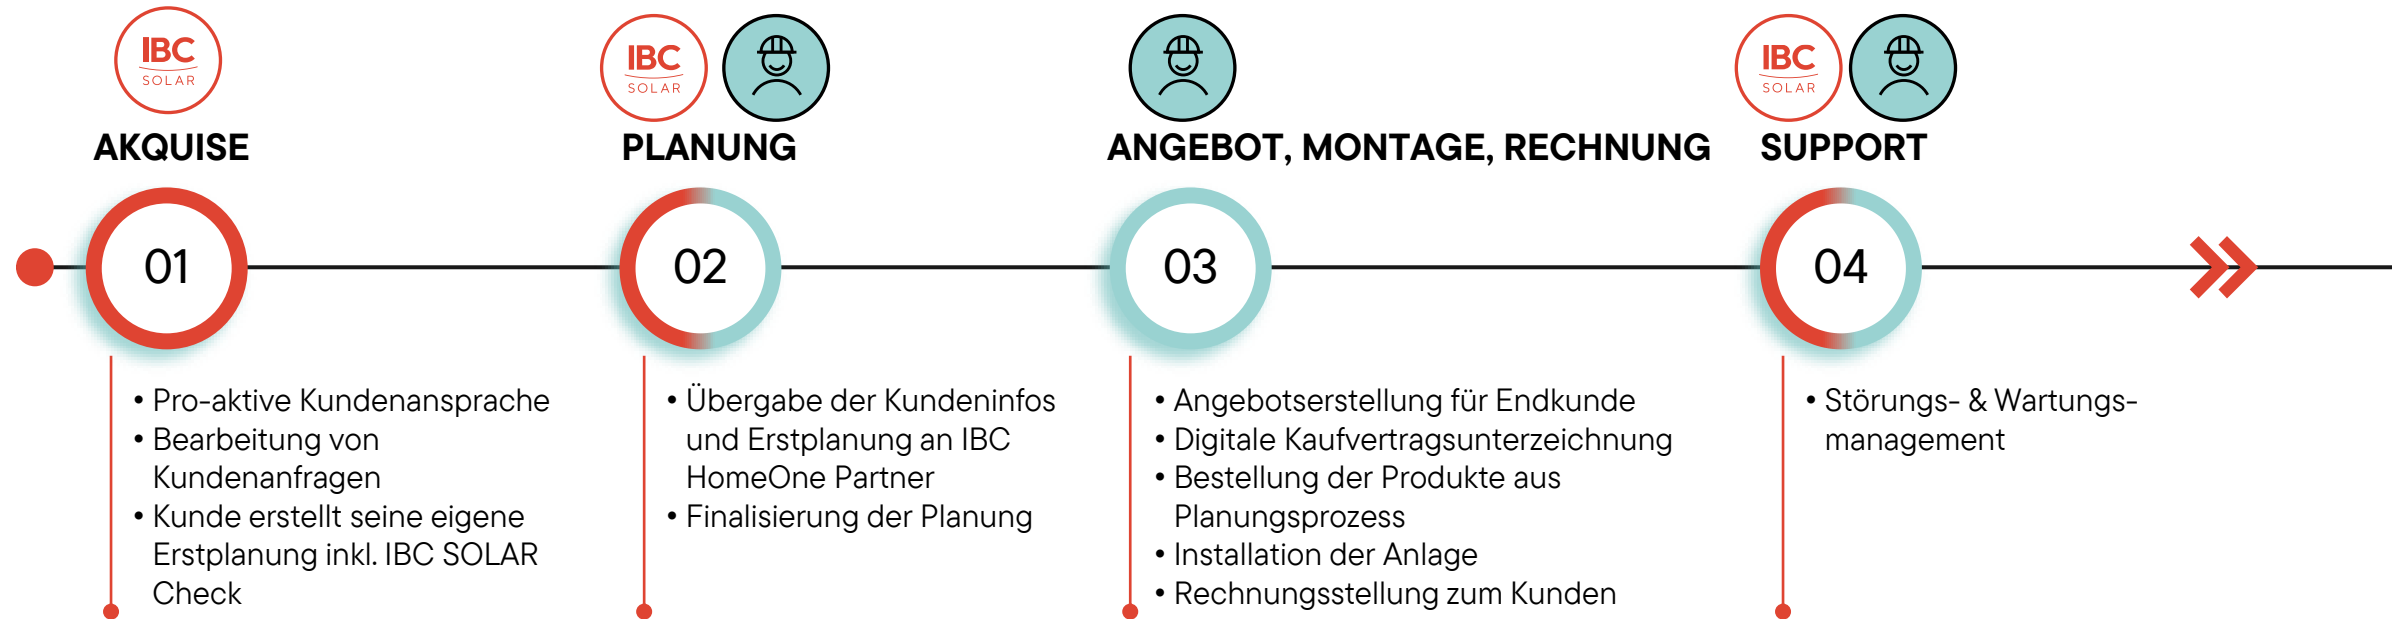 IBC
SOLAR
AKQUISE
01
• Pro-aktive Kundenansprache
• Bearbeitung von
Kundenanfragen
• Kunde erstellt seine eigene
Erstplanung inkl. IBC SOLAR
Check
IBC
SOLAR
PLANUNG
02
• Übergabe der Kundeninfos
und Erstplanung an IBC
HomeOne Partner
• Finalisierung der Planung
ANGEBOT, MONTAGE, RECHNUNG
03
• Angebotserstellung für Endkunde
• Digitale Kaufvertragsunterzeichnung
• Bestellung der Produkte aus
Planungsprozess
• Installation der Anlage
• Rechnungsstellung zum Kunden
IBC
SOLAR
SUPPORT
04
• Störungs- & Wartungs-
management